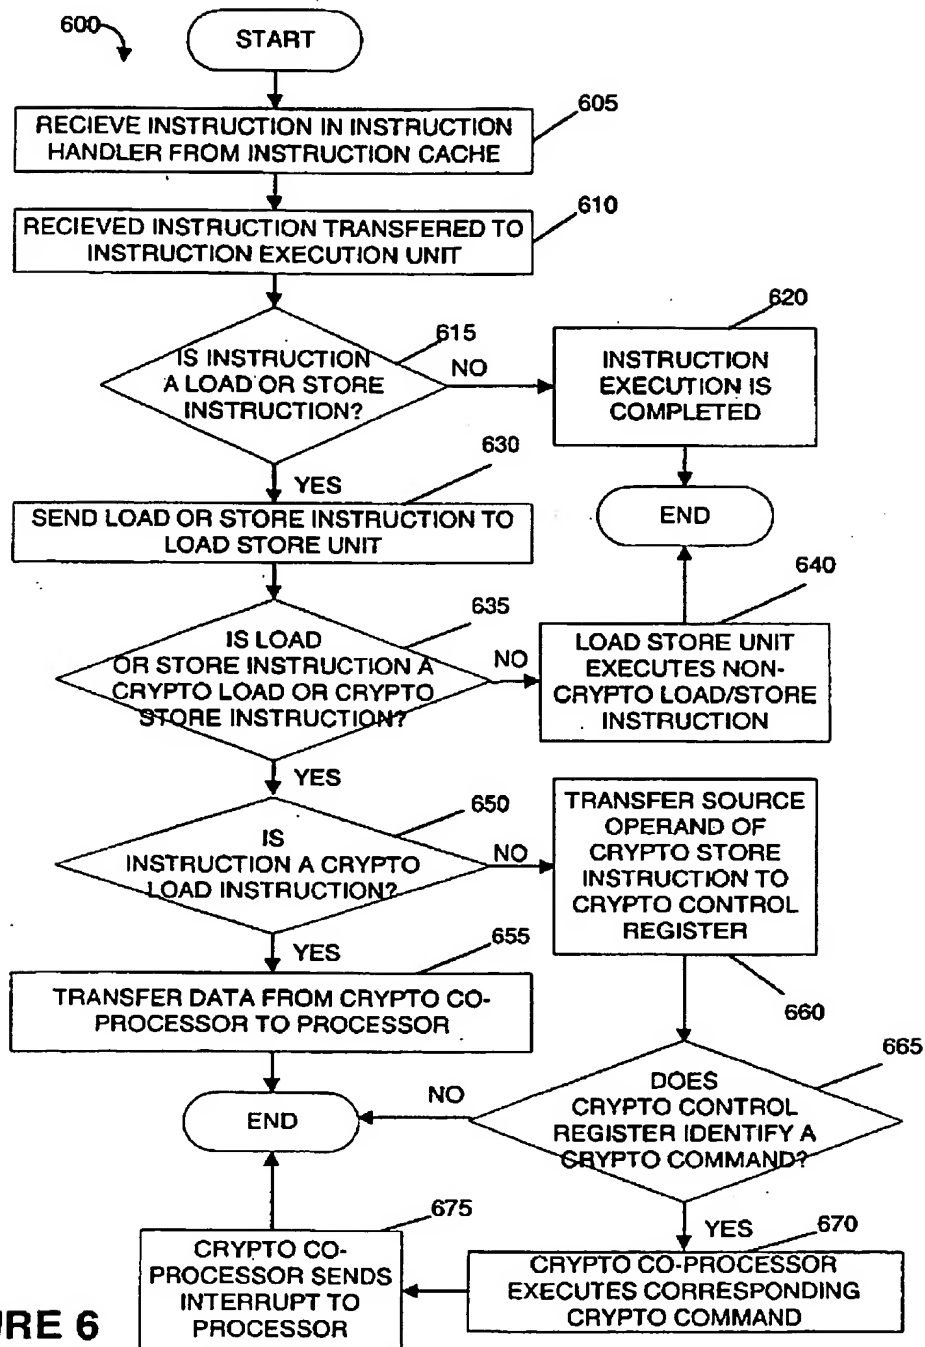 600
START
605
RECIEVE INSTRUCTION IN INSTRUCTION
HANDLER FROM INSTRUCTION CACHE
610
RECIEVED INSTRUCTION TRANSFERED TO
INSTRUCTION EXECUTION UNIT
615
IS INSTRUCTION
A LOAD OR STORE
INSTRUCTION?
NO
620
INSTRUCTION
EXECUTION IS
COMPLETED
END
YES
630
SEND LOAD OR STORE INSTRUCTION TO
LOAD STORE UNIT
635
IS LOAD
OR STORE INSTRUCTION A
CRYPTO LOAD OR CRYPTO
STORE INSTRUCTION?
NO
640
LOAD STORE UNIT
EXECUTES NON-
CRYPTO LOAD/STORE
INSTRUCTION
YES
650
IS
INSTRUCTION A CRYPTO
LOAD INSTRUCTION?
NO
TRANSFER SOURCE
OPERAND OF
CRYPTO STORE
INSTRUCTION TO
CRYPTO CONTROL
REGISTER
660
YES
655
TRANSFER DATA FROM CRYPTO CO-
PROCESSOR TO PROCESSOR
END
665
DOES
CRYPTO CONTROL
REGISTER IDENTIFY A
CRYPTO COMMAND?
NO
YES
670
CRYPTO CO-PROCESSOR
EXECUTES CORRESPONDING
CRYPTO COMMAND
675
CRYPTO CO-
PROCESSOR SENDS
INTERRUPT TO
PROCESSOR
URE 6